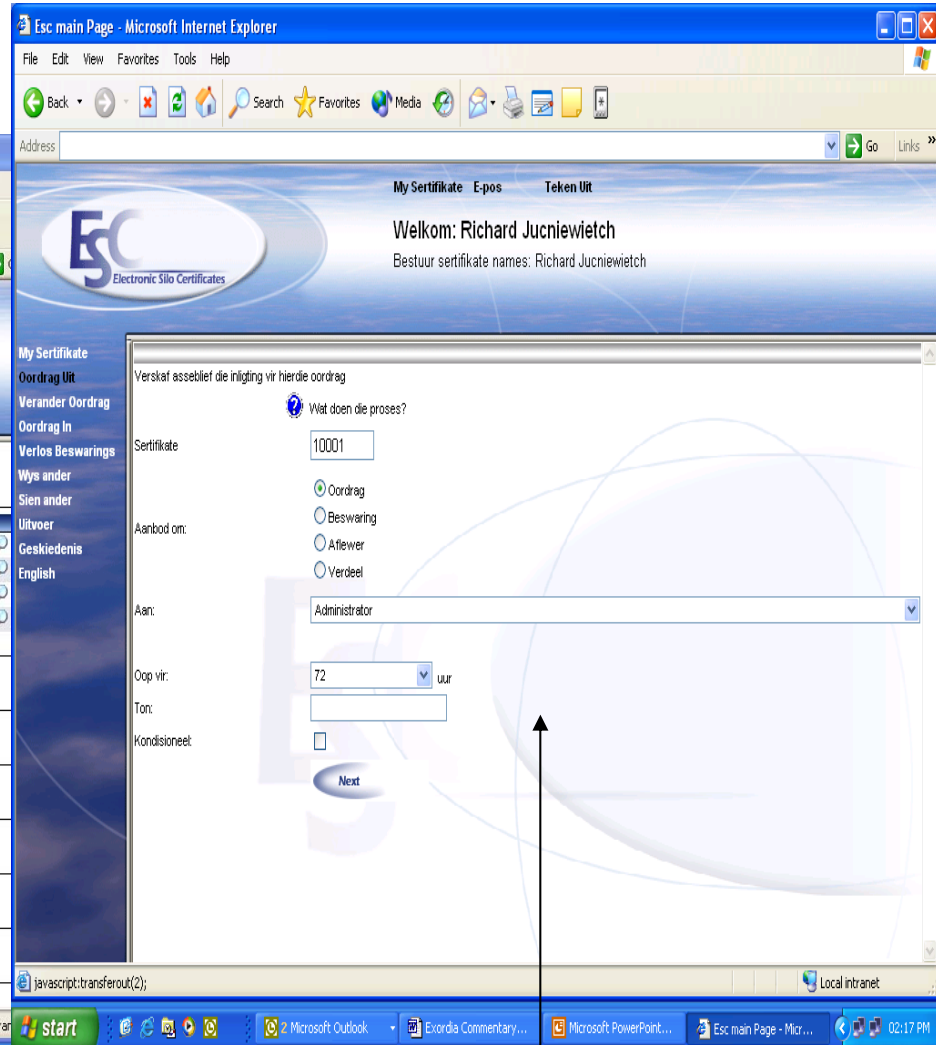 Esc main Page - Microsoft Internet Explorer
File Edit View Favorites Tools Help
Back Search Favorites Media
Address Go Links »
My Sertifikate E-pos Teken Uit
Welkom: Richard Jucniewietch
Bestuur sertifikate names: Richard Jucniewietch
ESC
Electronic Silo Certificates
My Sertifikate
Oordrag Uit
Verander Oordrag
Oordrag In
Verlos Beswarings
Wys ander
Sien ander
Uitvoer
Geskiedenis
English
Verskaf asseblief die inligting vir hierdie oordrag
? Wat doen die proses?
Sertifikate 10001
Aanbod om:
Oordrag
Beswaring
Aflewer
Verdeel
Aan: Administrator
Oop vir: 72 uur
Ton:
Kondisioneel:
Next
javascript:transferout(2); Local intranet
start 2 Microsoft Outlook Exordia Commentary... Microsoft PowerPoint... Esc main Page - Micr... 02:17 PM